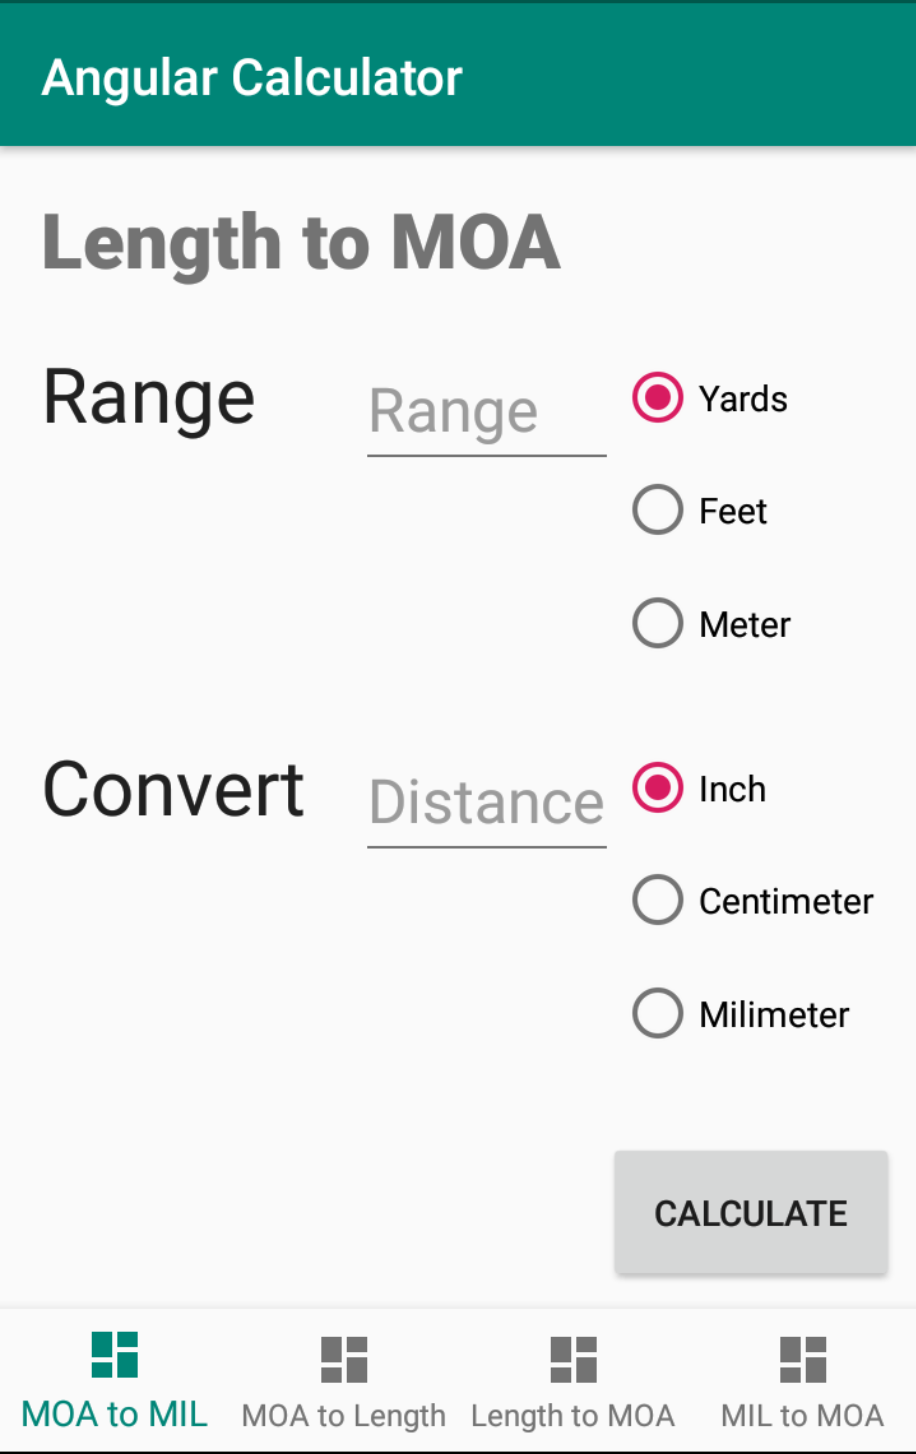 Angular Calculator
Length to MOA
Range
Range
Yards
Feet
Meter
Convert
Distance
Inch
Centimeter
Milimeter
CALCULATE
MOA to MIL
MOA to Length
Length to MOA
MIL to MOA